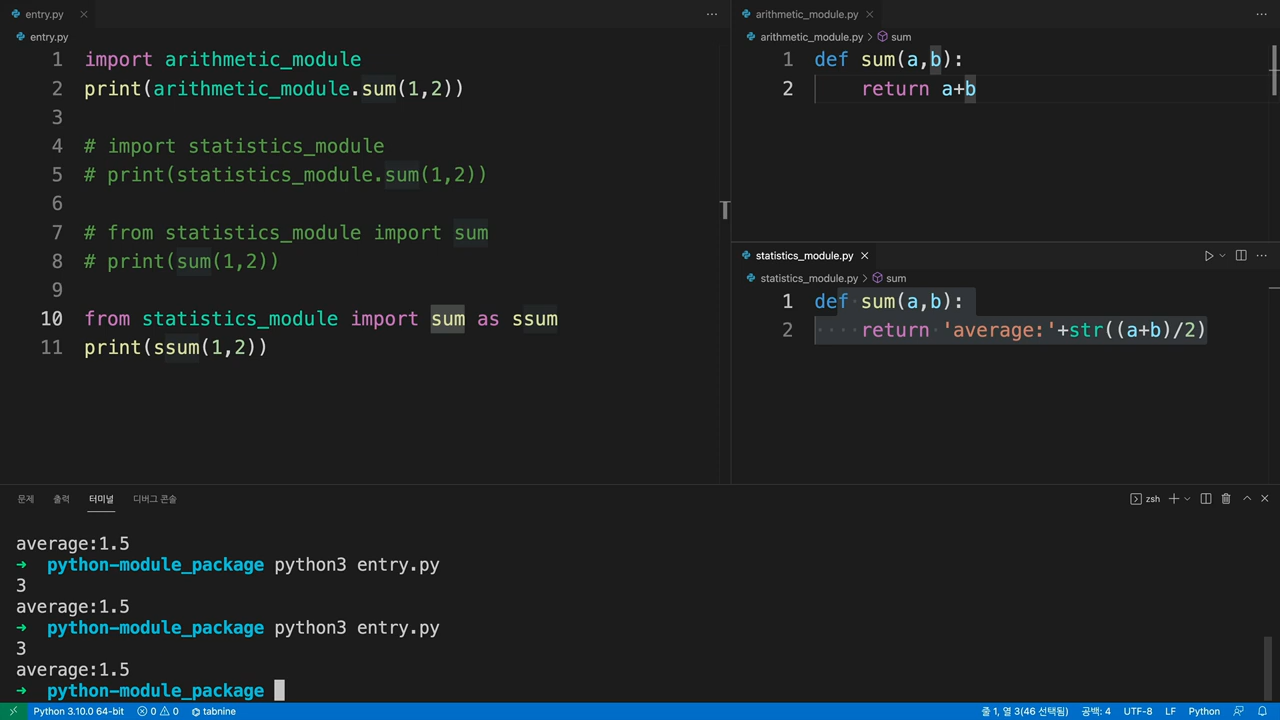 entry.py
entry.py
1 import arithmetic_module
2 print(arithmetic_module.sum(1,2))
3
4 # import statistics_module
5 # print(statistics_module.sum(1,2))
6
7 # from statistics_module import sum
8 # print(sum(1,2))
9
10 from statistics_module import sum as ssum
11 print(ssum(1,2))
arithmetic_module.py
arithmetic_module.py > sum
1 def sum(a,b):
2 return a+b
statistics_module.py
statistics_module.py > sum
1 def sum(a,b):
2 return 'average:'+str((a+b)/2)
문제 출력 터미널 디버그 콘솔 zsh
average:1.5
➜ python-module_package python3 entry.py
3
average:1.5
➜ python-module_package python3 entry.py
3
average:1.5
➜ python-module_package
Python 3.10.0 64-bit 0 0 tabnine 줄 1, 열 3(46 선택됨) 공백: 4 UTF-8 LF Python